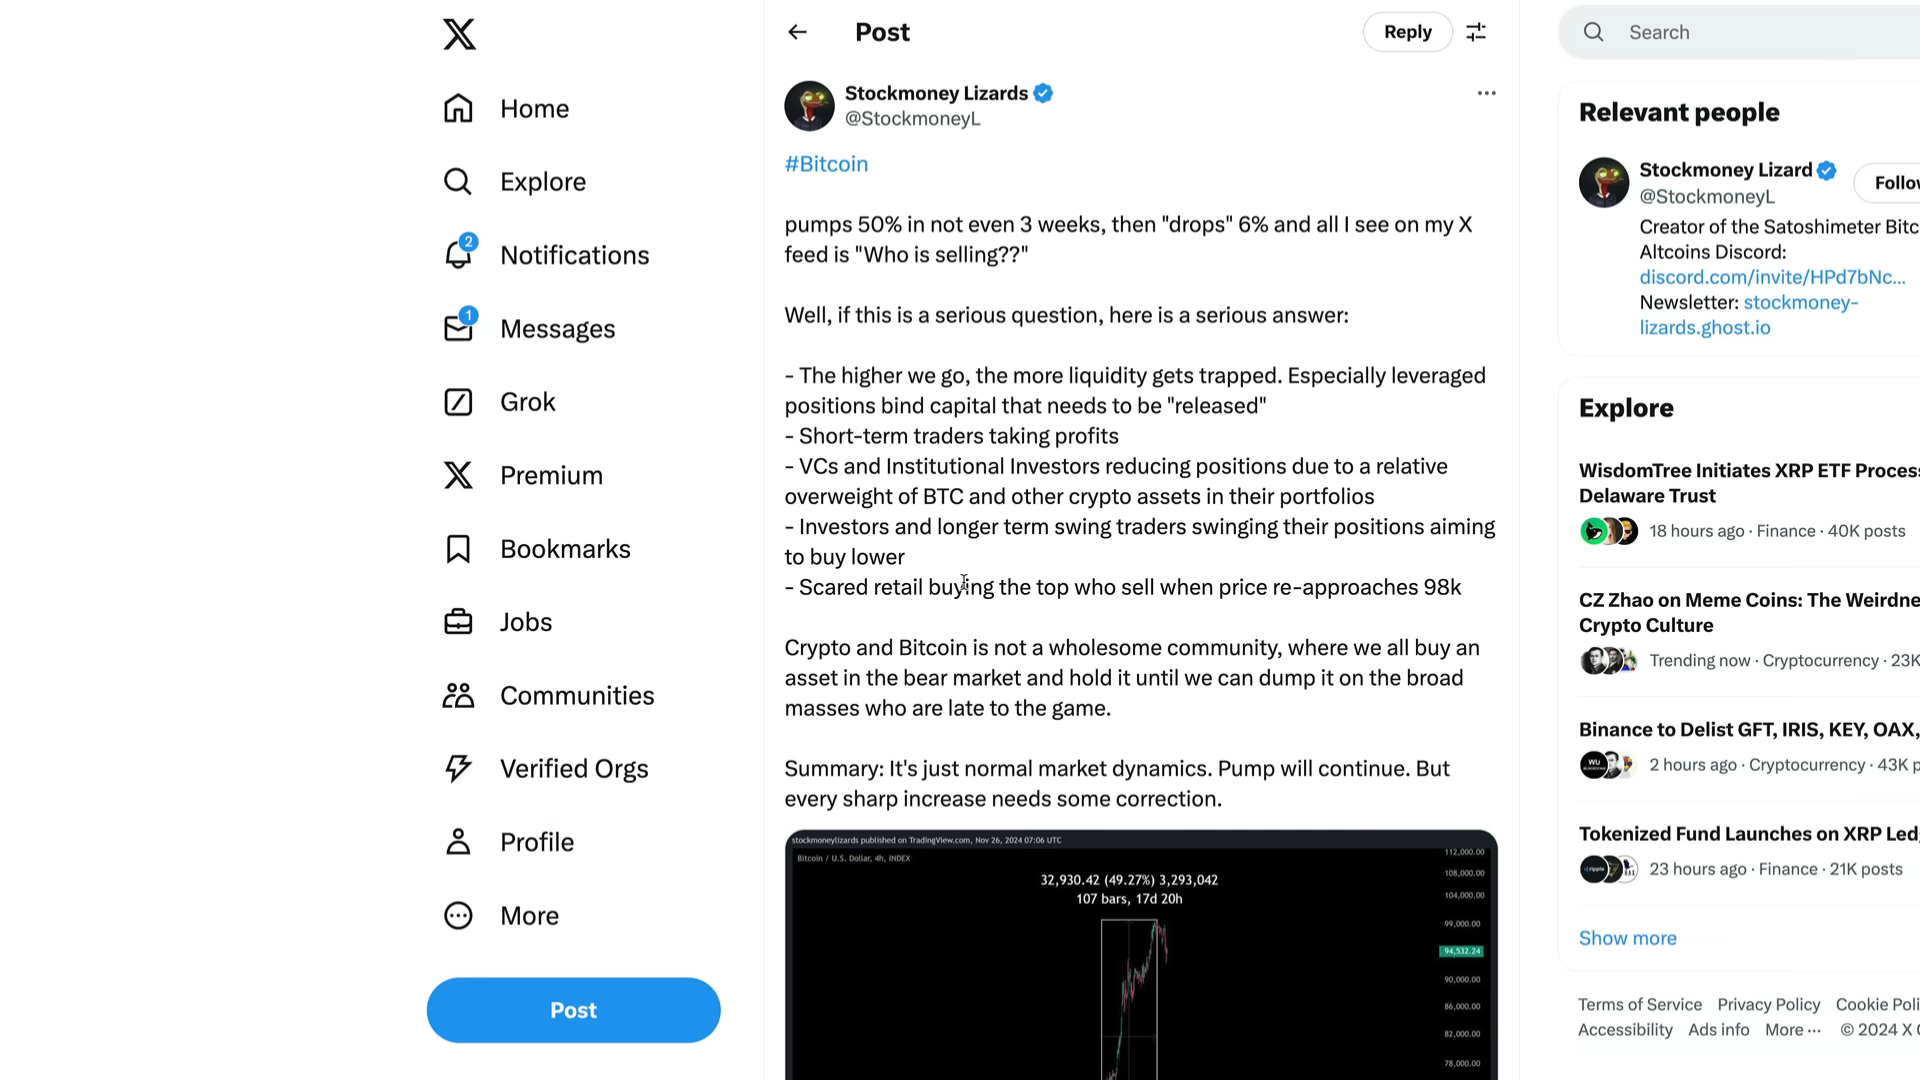 Home
Explore
2
Notifications
1
Messages
Grok
Premium
Bookmarks
Jobs
Communities
Verified Orgs
Profile
More
Post
Post
Reply
Stockmoney Lizards
@StockmoneyL
#Bitcoin
pumps 50% in not even 3 weeks, then "drops" 6% and all I see on my X
feed is "Who is selling??"
Well, if this is a serious question, here is a serious answer:
- The higher we go, the more liquidity gets trapped. Especially leveraged
positions bind capital that needs to be "released"
- Short-term traders taking profits
- VCs and Institutional Investors reducing positions due to a relative
overweight of BTC and other crypto assets in their portfolios
- Investors and longer term swing traders swinging their positions aiming
to buy lower
- Scared retail buying the top who sell when price re-approaches 98k
Crypto and Bitcoin is not a wholesome community, where we all buy an
asset in the bear market and hold it until we can dump it on the broad
masses who are late to the game.
Summary: It's just normal market dynamics. Pump will continue. But
every sharp increase needs some correction.
stockmoneylizards published on TradingView.com, Nov 26, 2024 07:06 UTC
Bitcoin / U.S. Dollar, 4h, INDEX
32,930.42 (49.27%) 3,293,042
107 bars, 17d 20h
112,000.00
108,000.00
104,000.00
99,000.00
94,532.24
90,000.00
86,000.00
82,000.00
78,000.00
Search
Relevant people
Stockmoney Lizard
@StockmoneyL
Follow
Creator of the Satoshimeter Bitc
Altcoins Discord:
discord.com/invite/HPd7bNc...
Newsletter: stockmoney-
lizards.ghost.io
Explore
WisdomTree Initiates XRP ETF Process
Delaware Trust
18 hours ago · Finance · 40K posts
CZ Zhao on Meme Coins: The Weirdne
Crypto Culture
Trending now · Cryptocurrency · 23K
Binance to Delist GFT, IRIS, KEY, OAX,
WU
2 hours ago · Cryptocurrency · 43K p
Tokenized Fund Launches on XRP Led
23 hours ago · Finance · 21K posts
Show more
Terms of Service Privacy Policy Cookie Poli
Accessibility Ads info More ··· © 2024 X C